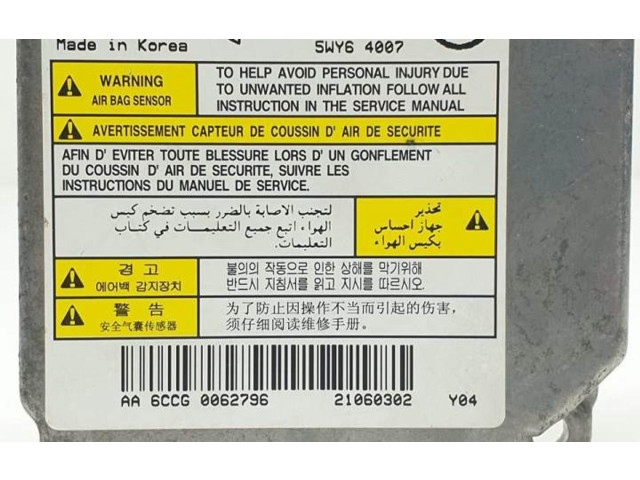 Made in Korea
5WY6 4007
WARNING
AIR BAG SENSOR
TO HELP AVOID PERSONAL INJURY DUE
TO UNWANTED INFLATION FOLLOW ALL
INSTRUCTION IN THE SERVICE MANUAL
AVERTISSEMENT CAPTEUR DE COUSSIN D' AIR DE SECURITE
AFIN D' EVITER TOUTE BLESSURE LORS D' UN GONFLEMENT
DU COUSSIN D' AIR DE SECURITE, SUIVRE LES
INSTRUCTIONS DU MANUEL DE SERVICE.
تحذير
جهاز احساس
بكيس الهواء
لتجنب الاصابة بالضرر بسبب تضخم كيس
الهواء اتبع جميع التعليمات في كتاب
التعليمات.
경 고
에어백 감지장치
불의의 작동으로 인한 상해를 막기위해
반드시 지침서를 읽고 지시를 따르시오.
警 告
安全气囊传感器
为了防止因操作不当而引起的伤害,
须仔细阅读维修手册。
AA 6CCG 0062796
21060302
Y04